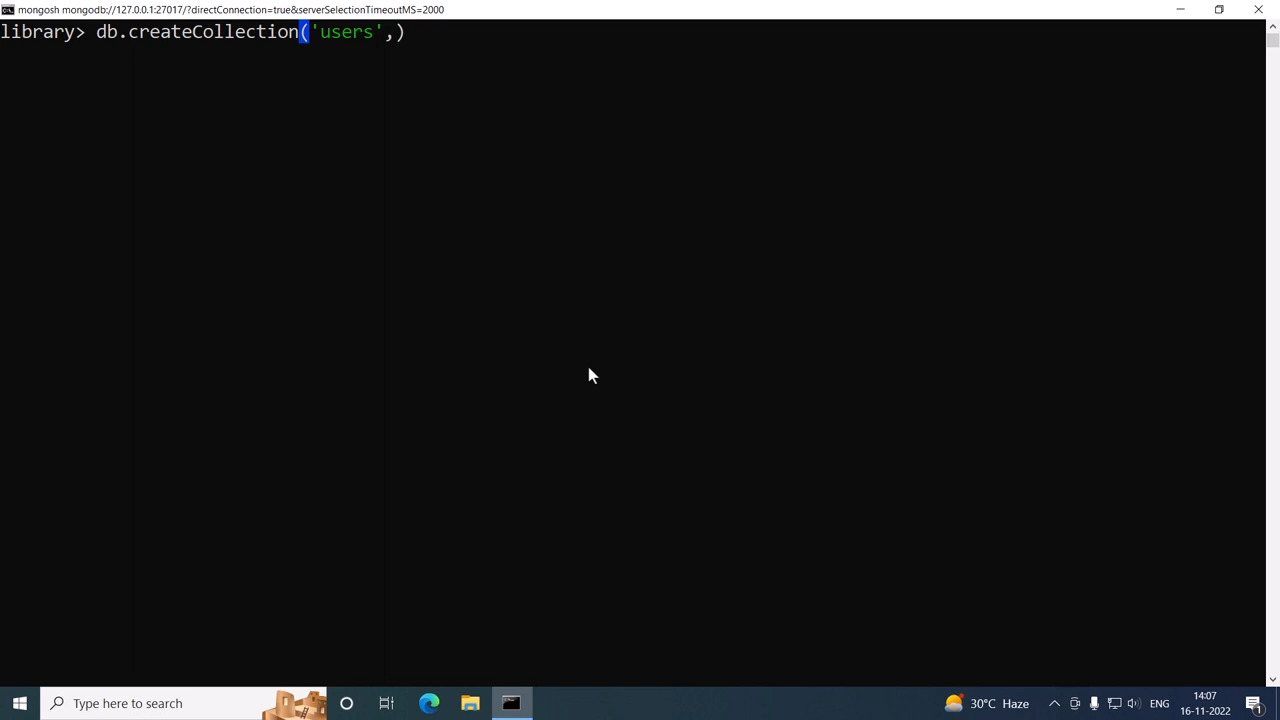 mongosh mongodb://127.0.0.1:27017/?directConnection=true&serverSelectionTimeoutMS=2000
library> db.createCollection('users',)
Type here to search
30°C Haze
ENG
14:07
16-11-2022
1